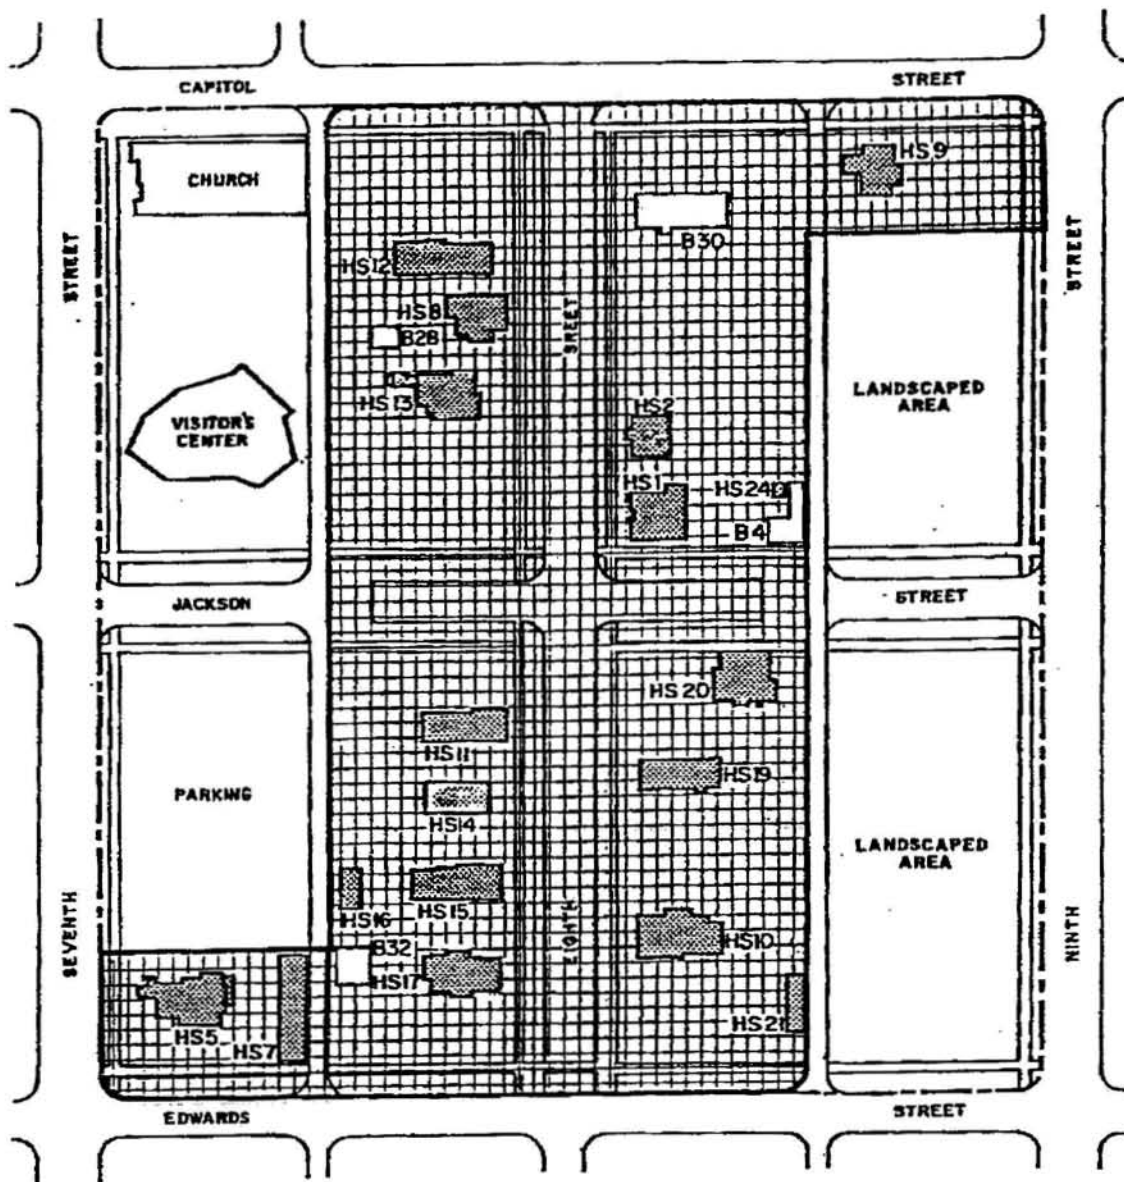 CAPITOL
STREET
CHURCH
HS9
B30
STREET
STREET
HS12
HS8
B28
SREET
HS13
LANDSCAPED
AREA
VISITOR'S
CENTER
HS2
HS1
HS24
B4
JACKSON
STREET
HS20
HS11
HS19
PARKING
HS14
LANDSCAPED
AREA
HS16
HS15
SEVENTH
EIGHTH
NINTH
HS10
B32
HS17
HS5
HS7
HS21
EDWARDS
STREET